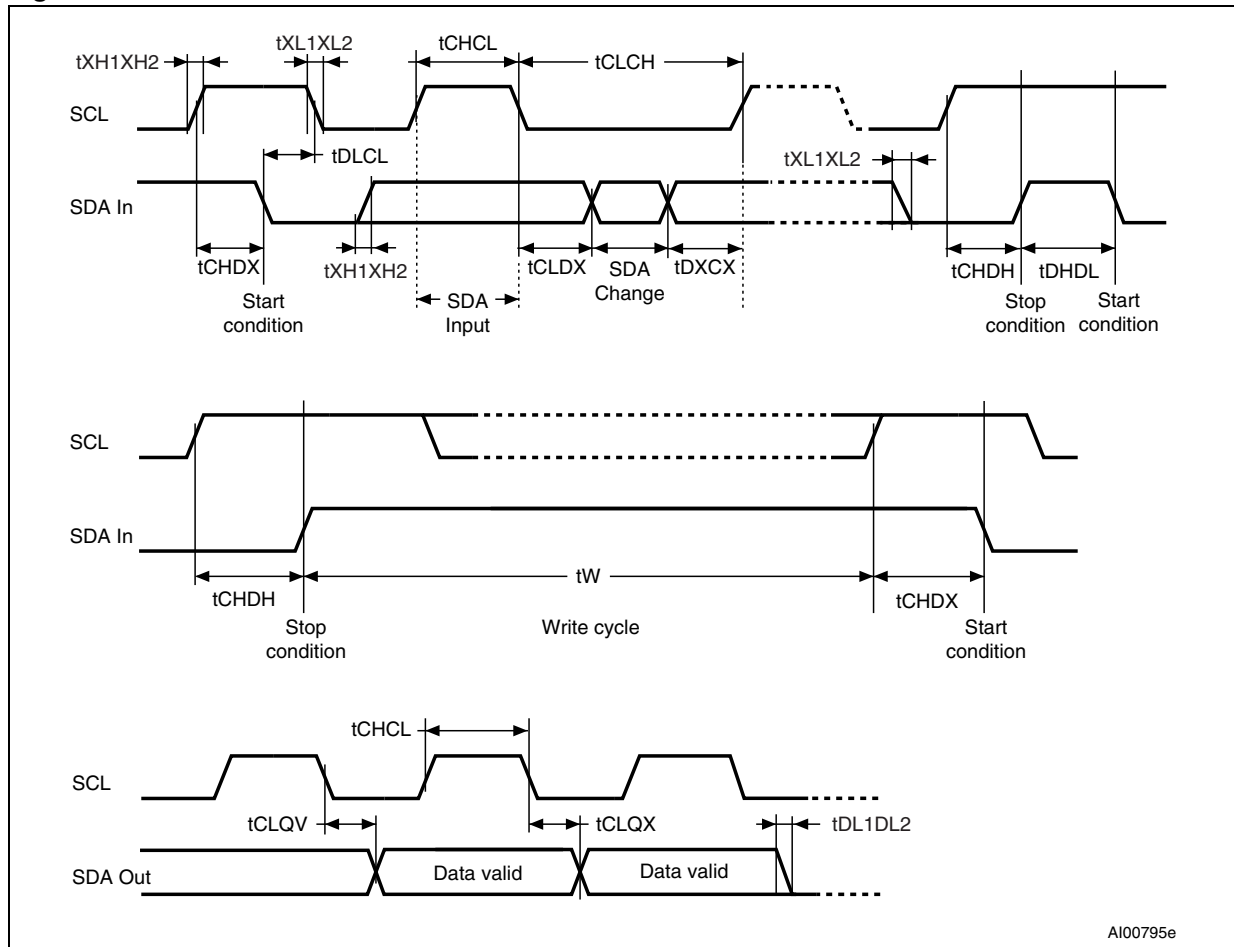 tXH1XH2
tXL1XL2
tCHCL
tCLCH
SCL
tDLCL
tXL1XL2
SDA In
tCHDX
tXH1XH2
tCLDX
SDA
Change
tDXCX
tCHDH
tDHDL
Start
condition
SDA
Input
Stop
condition
Start
condition
SCL
SDA In
tCHDH
tW
tCHDX
Stop
condition
Write cycle
Start
condition
tCHCL
SCL
tCLQV
tCLQX
tDL1DL2
SDA Out
Data valid
Data valid
AI00795e